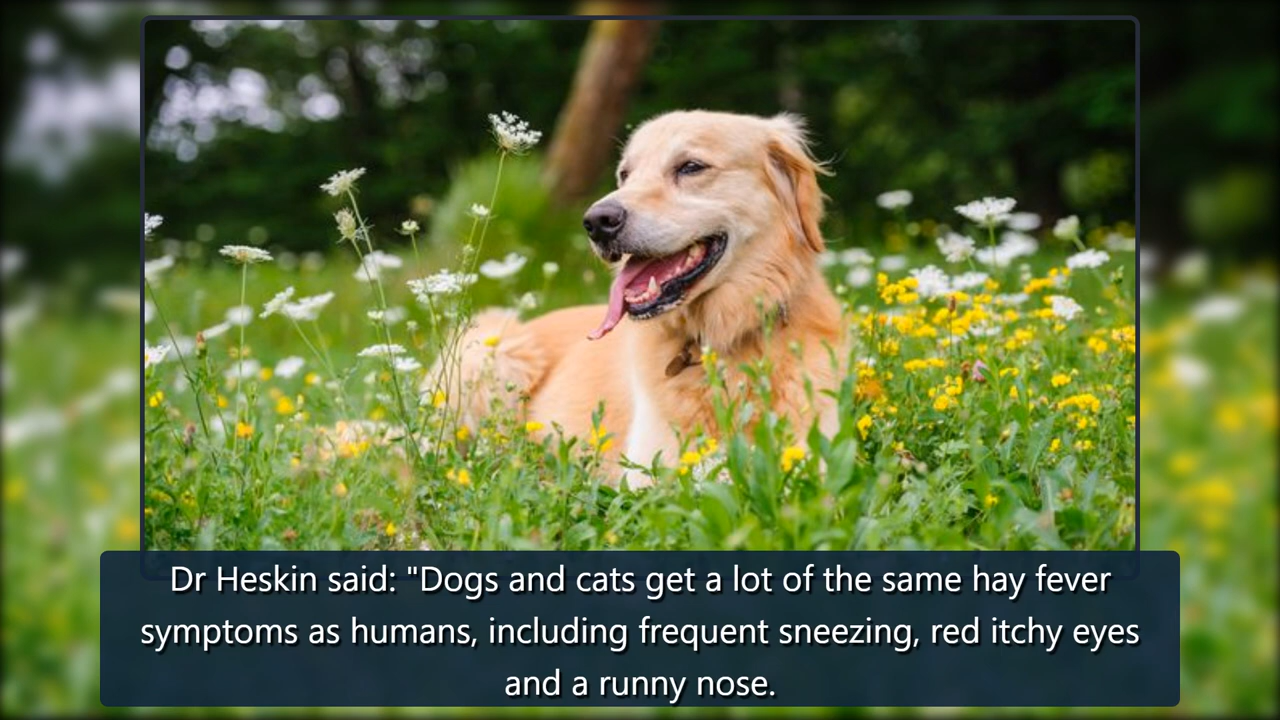 Dr Heskin said: "Dogs and cats get a lot of the same hay fever
symptoms as humans, including frequent sneezing, red itchy eyes
and a runny nose.